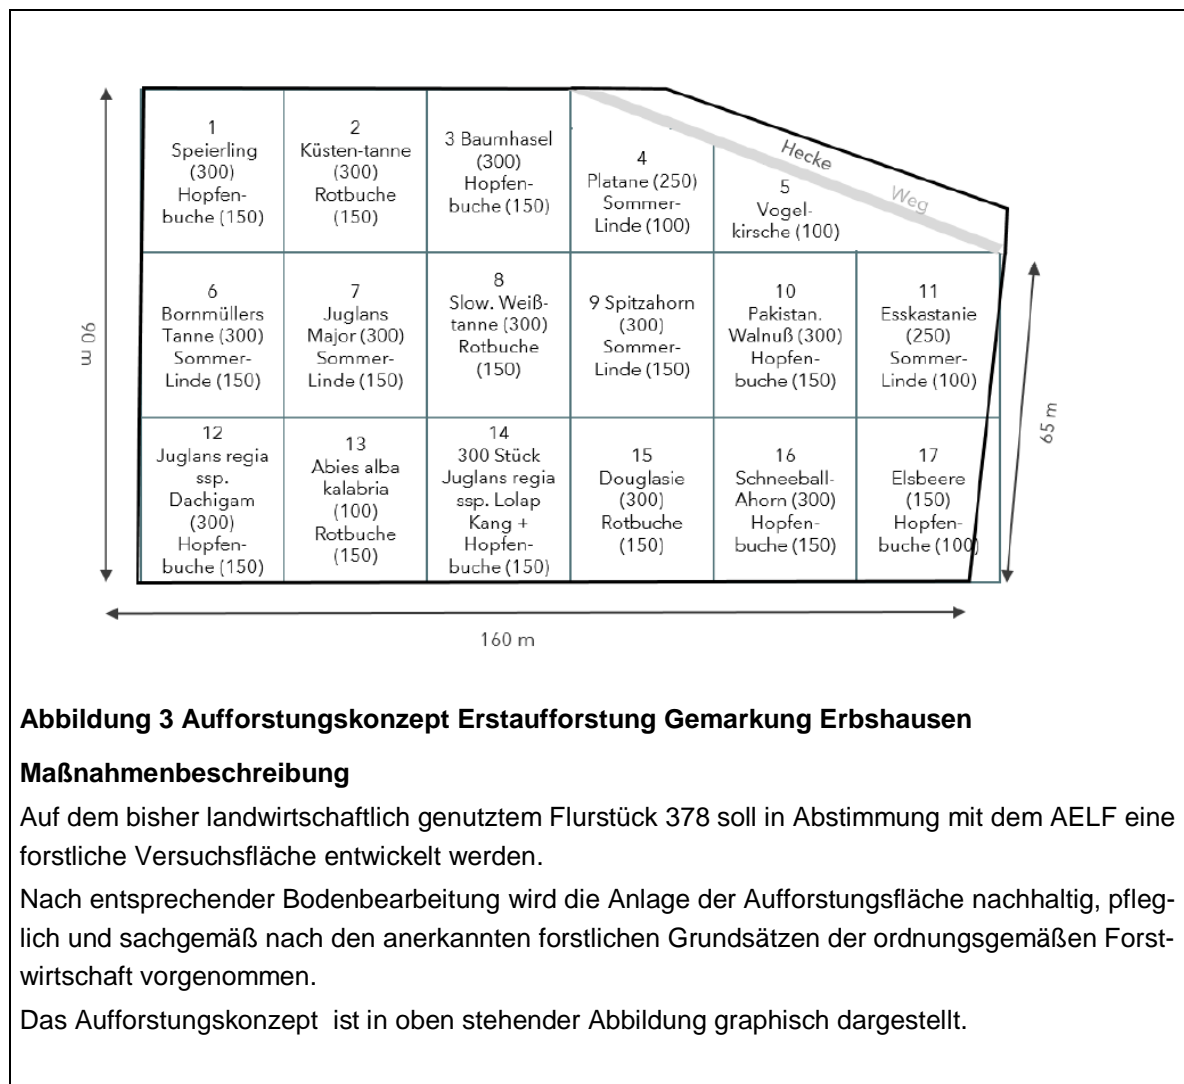 1
Speierling
(300)
Hopfen-
buche (150)
2
Küsten-tanne
(300)
Rotbuche
(150)
3 Baumhasel
(300)
Hopfen-
buche (150)
4
Platane (250)
Sommer-
Linde (100)
5
Vogel-
kirsche (100)
Hecke
Weg
6
Bornmüllers
Tanne (300)
Sommer-
Linde (150)
7
Juglans
Major (300)
Sommer-
Linde (150)
8
Slow. Weiß-
tanne (300)
Rotbuche
(150)
9 Spitzahorn
(300)
Sommer-
Linde (150)
10
Pakistan.
Walnuß (300)
Hopfen-
buche (150)
11
Esskastanie
(250)
Sommer-
Linde (100)
12
Juglans regia
ssp.
Dachigam
(300)
Hopfen-
buche (150)
13
Abies alba
kalabria
(100)
Rotbuche
(150)
14
300 Stück
Juglans regia
ssp. Lolap
Kang +
Hopfen-
buche (150)
15
Douglasie
(300)
Rotbuche
(150)
16
Schneeball-
Ahorn (300)
Hopfen-
buche (150)
17
Elsbeere
(150)
Hopfen-
buche (100)
90 m
65 m
160 m
Abbildung 3 Aufforstungskonzept Erstaufforstung Gemarkung Erbshausen
Maßnahmenbeschreibung
Auf dem bisher landwirtschaftlich genutztem Flurstück 378 soll in Abstimmung mit dem AELF eine
forstliche Versuchsfläche entwickelt werden.
Nach entsprechender Bodenbearbeitung wird die Anlage der Aufforstungsfläche nachhaltig, pfleg-
lich und sachgemäß nach den anerkannten forstlichen Grundsätzen der ordnungsgemäßen Forst-
wirtschaft vorgenommen.
Das Aufforstungskonzept ist in oben stehender Abbildung graphisch dargestellt.